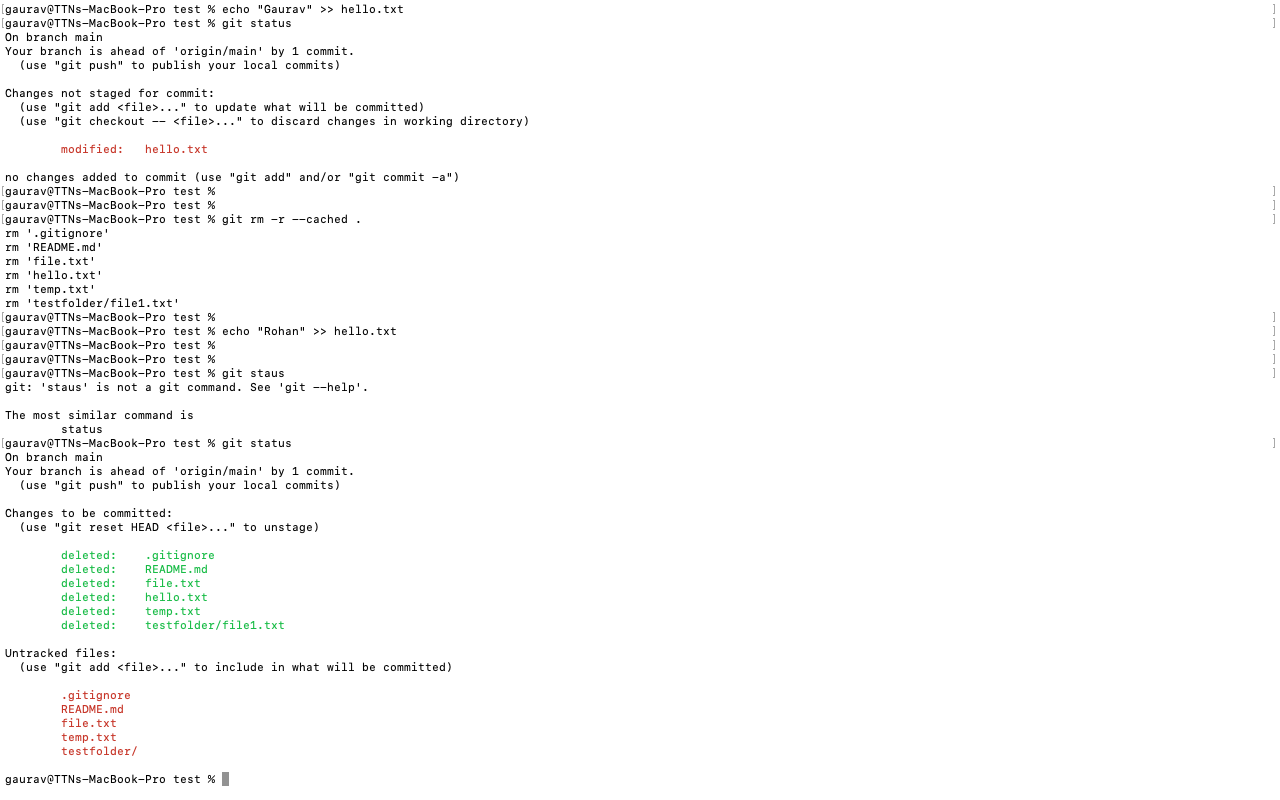 [gaurav@TTNs-MacBook-Pro test % echo "Gaurav" >> hello.txt ]
[gaurav@TTNs-MacBook-Pro test % git status ]
On branch main
Your branch is ahead of 'origin/main' by 1 commit.
  (use "git push" to publish your local commits)

Changes not staged for commit:
  (use "git add <file>..." to update what will be committed)
  (use "git checkout -- <file>..." to discard changes in working directory)

        modified:   hello.txt

no changes added to commit (use "git add" and/or "git commit -a")
[gaurav@TTNs-MacBook-Pro test % ]
[gaurav@TTNs-MacBook-Pro test % ]
[gaurav@TTNs-MacBook-Pro test % git rm -r --cached . ]
rm '.gitignore'
rm 'README.md'
rm 'file.txt'
rm 'hello.txt'
rm 'temp.txt'
rm 'testfolder/file1.txt'
[gaurav@TTNs-MacBook-Pro test % ]
[gaurav@TTNs-MacBook-Pro test % echo "Rohan" >> hello.txt ]
[gaurav@TTNs-MacBook-Pro test % ]
[gaurav@TTNs-MacBook-Pro test % ]
[gaurav@TTNs-MacBook-Pro test % git staus ]
git: 'staus' is not a git command. See 'git --help'.

The most similar command is
        status
[gaurav@TTNs-MacBook-Pro test % git status ]
On branch main
Your branch is ahead of 'origin/main' by 1 commit.
  (use "git push" to publish your local commits)

Changes to be committed:
  (use "git reset HEAD <file>..." to unstage)

        deleted:    .gitignore
        deleted:    README.md
        deleted:    file.txt
        deleted:    hello.txt
        deleted:    temp.txt
        deleted:    testfolder/file1.txt

Untracked files:
  (use "git add <file>..." to include in what will be committed)

        .gitignore
        README.md
        file.txt
        temp.txt
        testfolder/

gaurav@TTNs-MacBook-Pro test %